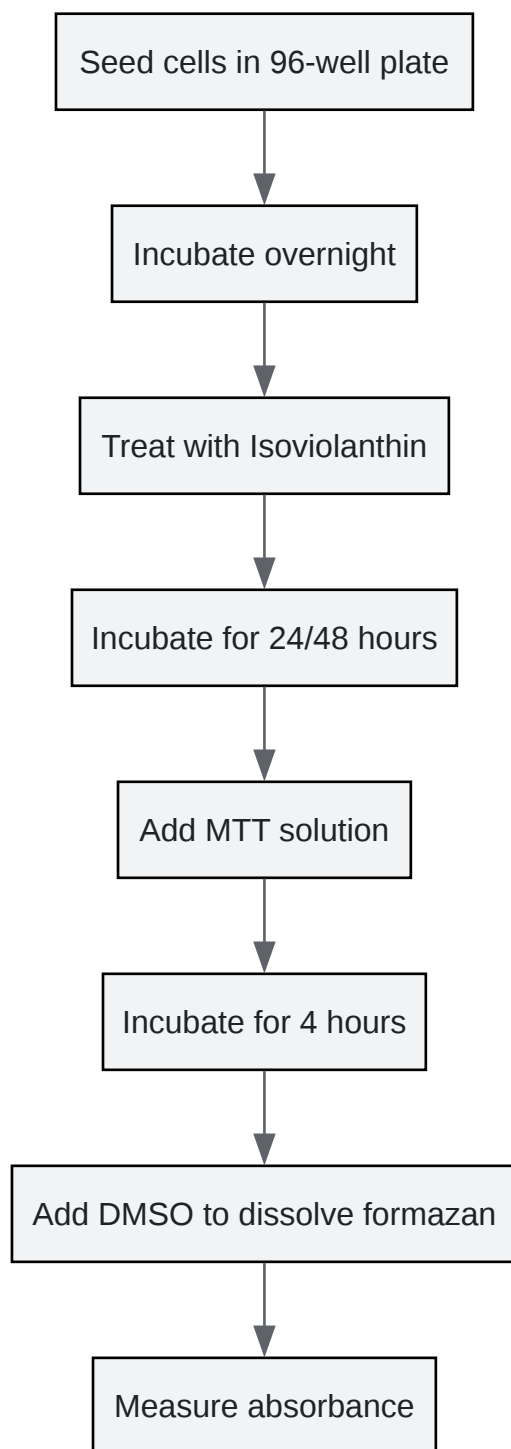 Seed cells in 96-well plate
Incubate overnight
Treat with Isoviolanthin
Incubate for 24/48 hours
Add MTT solution
Incubate for 4 hours
Add DMSO to dissolve formazan
Measure absorbance